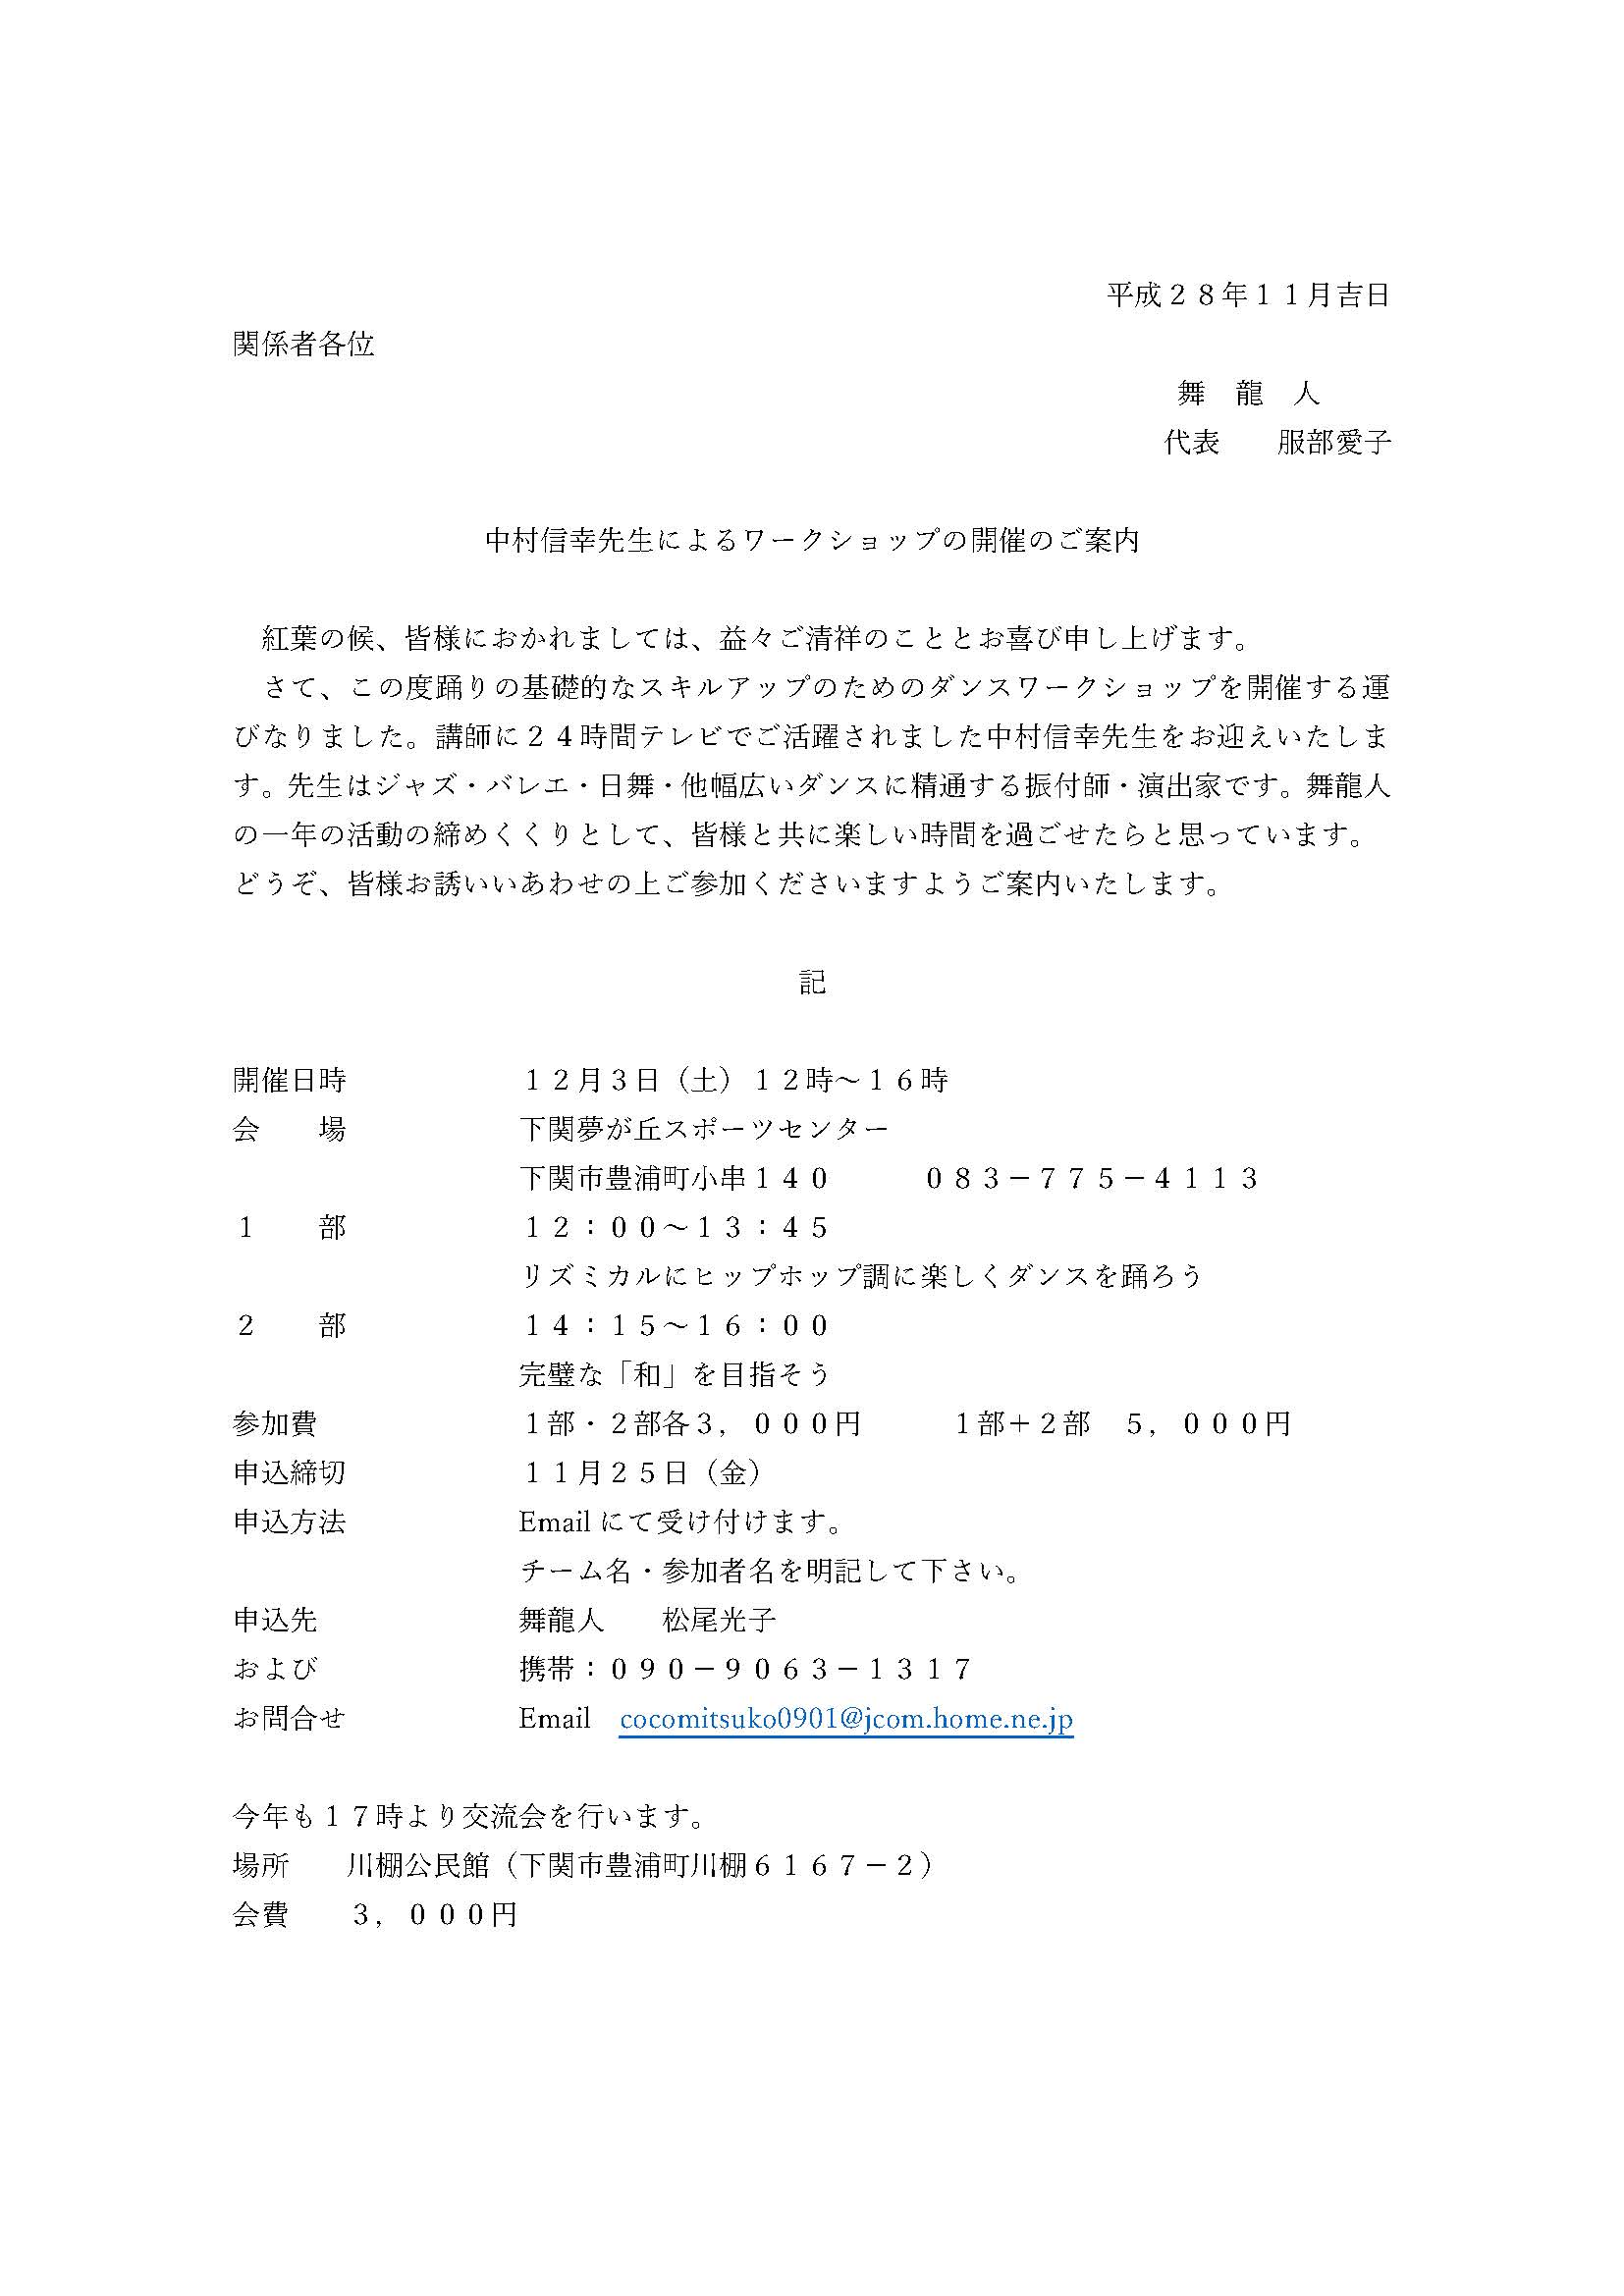 平成２８年１１月吉日
関係者各位
舞　龍　人
代表　　服部愛子
中村信幸先生によるワークショップの開催のご案内
　紅葉の候、皆様におかれましては、益々ご清祥のこととお喜び申し上げます。
　さて、この度踊りの基礎的なスキルアップのためのダンスワークショップを開催する運
びなりました。講師に２４時間テレビでご活躍されました中村信幸先生をお迎えいたしま
す。先生はジャズ・バレエ・日舞・他幅広いダンスに精通する振付師・演出家です。舞龍人
の一年の活動の締めくくりとして、皆様と共に楽しい時間を過ごせたらと思っています。
どうぞ、皆様お誘いいあわせの上ご参加くださいますようご案内いたします。
記
開催日時　　　　　　１２月３日（土）１２時～１６時
会　　場　　　　　　下関夢が丘スポーツセンター
下関市豊浦町小串１４０　　　０８３－７７５－４１１３
１　　部　　　　　　１２：００～１３：４５
リズミカルにヒップホップ調に楽しくダンスを踊ろう
２　　部　　　　　　１４：１５～１６：００
完璧な「和」を目指そう
参加費　　　　　　　１部・２部各３，０００円　　　１部＋２部　５，０００円
申込締切　　　　　　１１月２５日（金）
申込方法　　　　　　Email にて受け付けます。
チーム名・参加者名を明記して下さい。
申込先　　　　　　　舞龍人　　松尾光子
および　　　　　　　携帯：０９０－９０６３－１３１７
お問合せ　　　　　　Email　cocomitsuko0901@jcom.home.ne.jp
今年も１７時より交流会を行います。
場所　　川棚公民館（下関市豊浦町川棚６１６７－２）
会費　　３，０００円